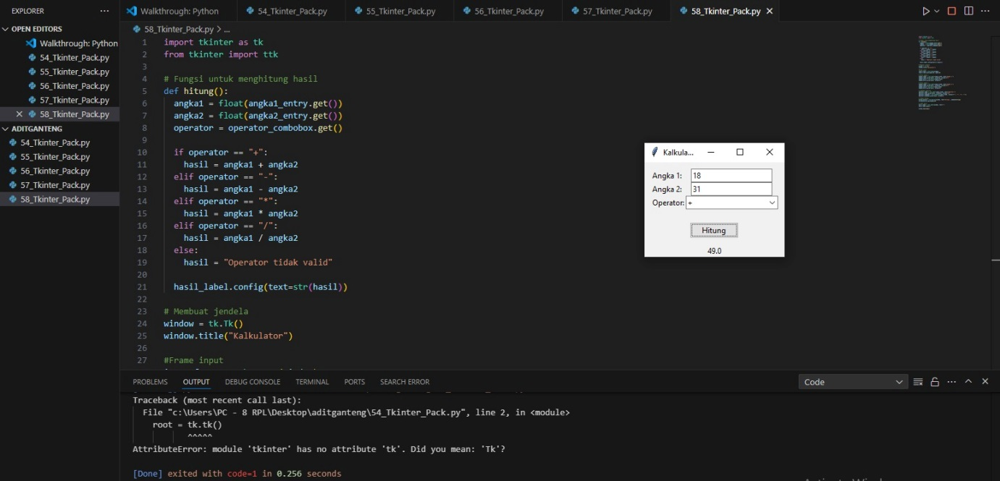 EXPLORER
Walkthrough: Python
54_Tkinter_Pack.py
55_Tkinter_Pack.py
56_Tkinter_Pack.py
57_Tkinter_Pack.py
58_Tkinter_Pack.py
OPEN EDITORS
Walkthrough: Python
54_Tkinter_Pack.py
55_Tkinter_Pack.py
56_Tkinter_Pack.py
57_Tkinter_Pack.py
58_Tkinter_Pack.py
ADITGANTENG
54_Tkinter_Pack.py
55_Tkinter_Pack.py
56_Tkinter_Pack.py
57_Tkinter_Pack.py
58_Tkinter_Pack.py
58_Tkinter_Pack.py > ...
1 import tkinter as tk
2 from tkinter import ttk
3
4 # Fungsi untuk menghitung hasil
5 def hitung():
6 angka1 = float(angka1_entry.get())
7 angka2 = float(angka2_entry.get())
8 operator = operator_combobox.get()
9
10 if operator == "+":
11 hasil = angka1 + angka2
12 elif operator == "-":
13 hasil = angka1 - angka2
14 elif operator == "*":
15 hasil = angka1 * angka2
16 elif operator == "/":
17 hasil = angka1 / angka2
18 else:
19 hasil = "Operator tidak valid"
20
21 hasil_label.config(text=str(hasil))
22
23 # Membuat jendela
24 window = tk.Tk()
25 window.title("Kalkulator")
26
27 #Frame input
Kalkula...
Angka 1: 18
Angka 2: 31
Operator: +
Hitung
49.0
PROBLEMS OUTPUT DEBUG CONSOLE TERMINAL PORTS SEARCH ERROR
Code
Traceback (most recent call last):
File "c:\Users\PC - 8 RPL\Desktop\aditganteng\54_Tkinter_Pack.py", line 2, in <module>
root = tk.tk()
^^^^^
AttributeError: module 'tkinter' has no attribute 'tk'. Did you mean: 'Tk'?
[Done] exited with code=1 in 0.256 seconds